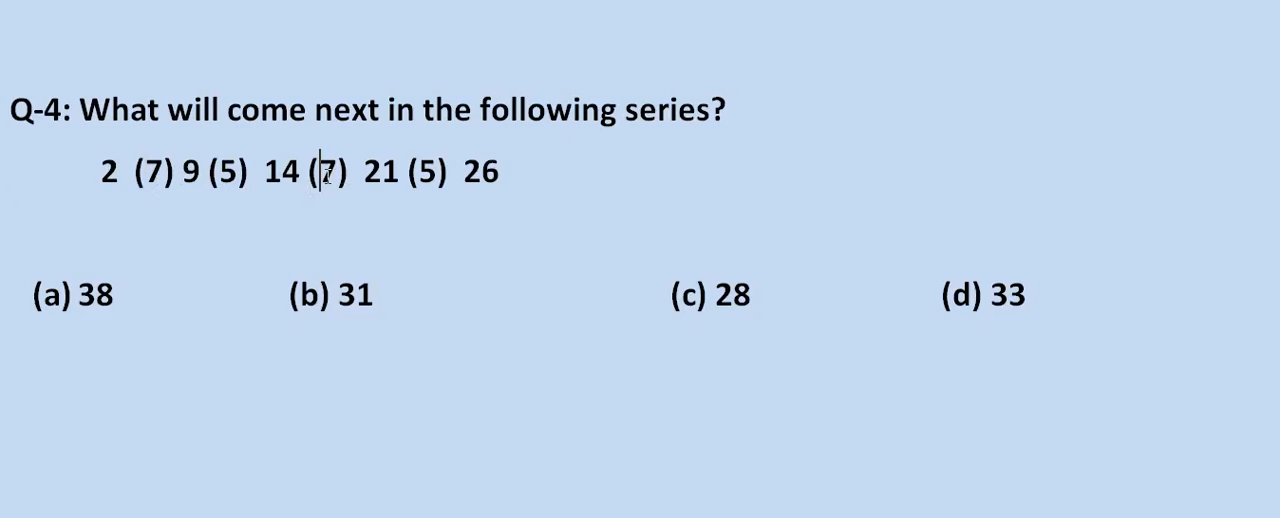 Q-4: What will come next in the following series?
2 (7) 9 (5) 14 (7) 21 (5) 26
(a) 38 (b) 31 (c) 28 (d) 33